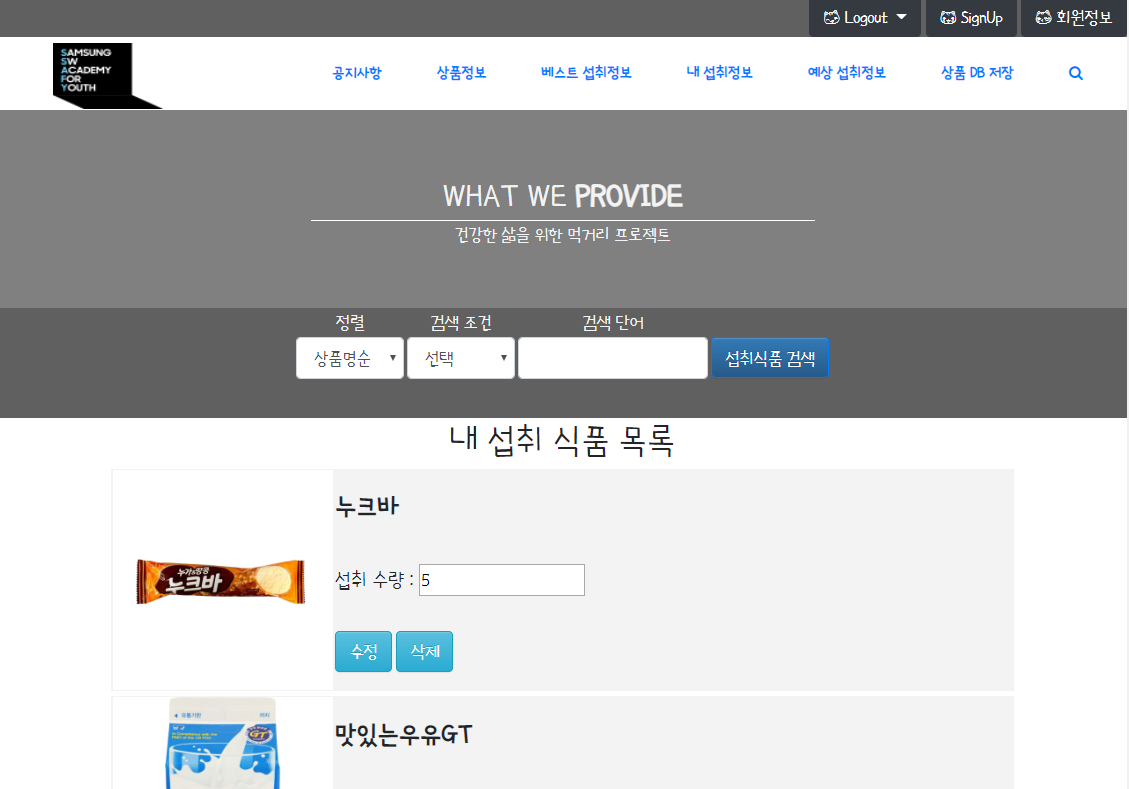 Logout SignUp 회원정보
SAMSUNG
SW
ACADEMY
FOR
YOUTH
공지사항 상품정보 베스트 섭취정보 내 섭취정보 예상 섭취정보 상품 DB 저장
WHAT WE PROVIDE
건강한 삶을 위한 먹거리 프로젝트
정렬 검색 조건 검색 단어
상품명순 선택 섭취식품 검색
내 섭취 식품 목록
누크바
누크바
섭취 수량 : 5
수정 삭제
맛있는우유GT
GT